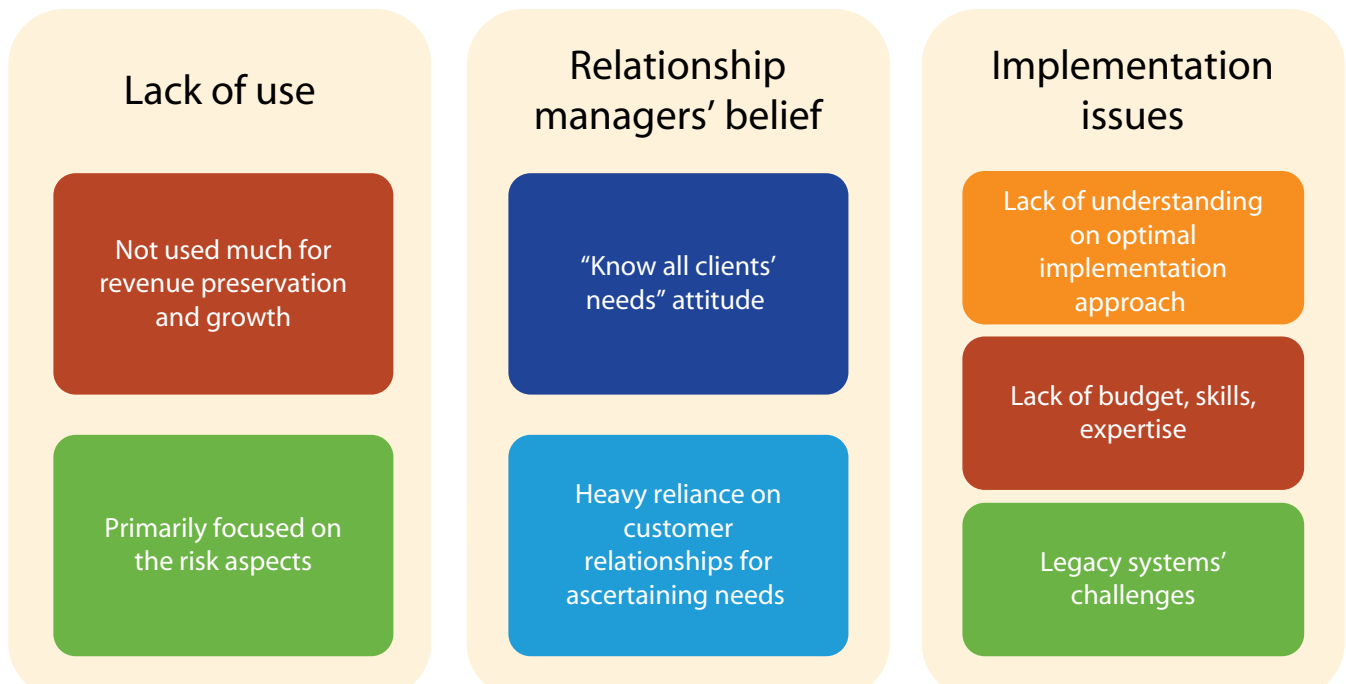 Lack of use
Not used much for
revenue preservation
and growth
Primarily focused on
the risk aspects
Relationship
managers’ belief
“Know all clients’
needs” attitude
Heavy reliance on
customer
relationships for
ascertaining needs
Implementation
issues
Lack of understanding
on optimal
implementation
approach
Lack of budget, skills,
expertise
Legacy systems’
challenges